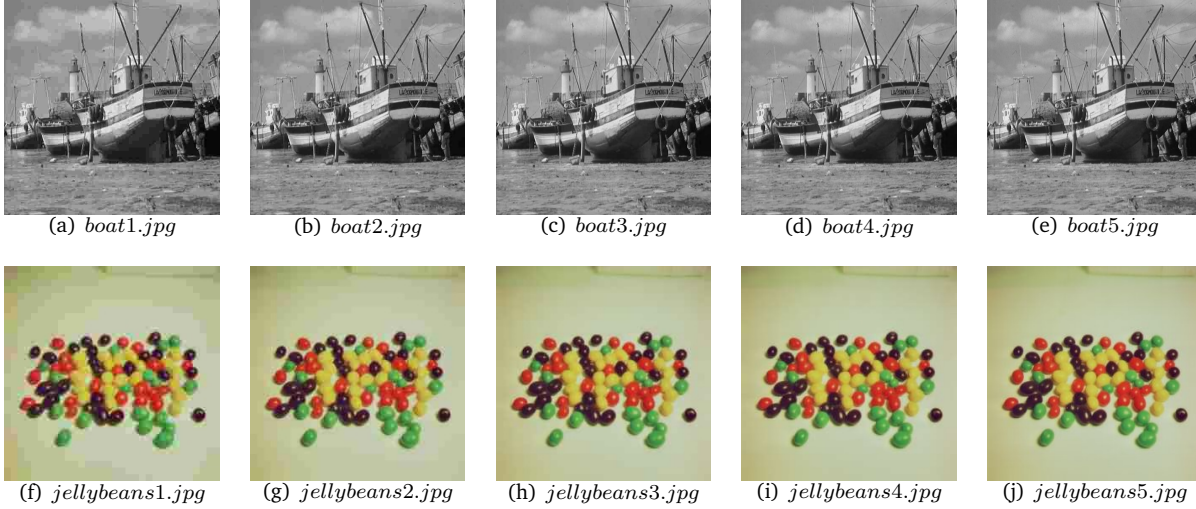 (a) boat1.jpg
(b) boat2.jpg
(c) boat3.jpg
(d) boat4.jpg
(e) boat5.jpg
(f) jellybeans1.jpg
(g) jellybeans2.jpg
(h) jellybeans3.jpg
(i) jellybeans4.jpg
(j) jellybeans5.jpg